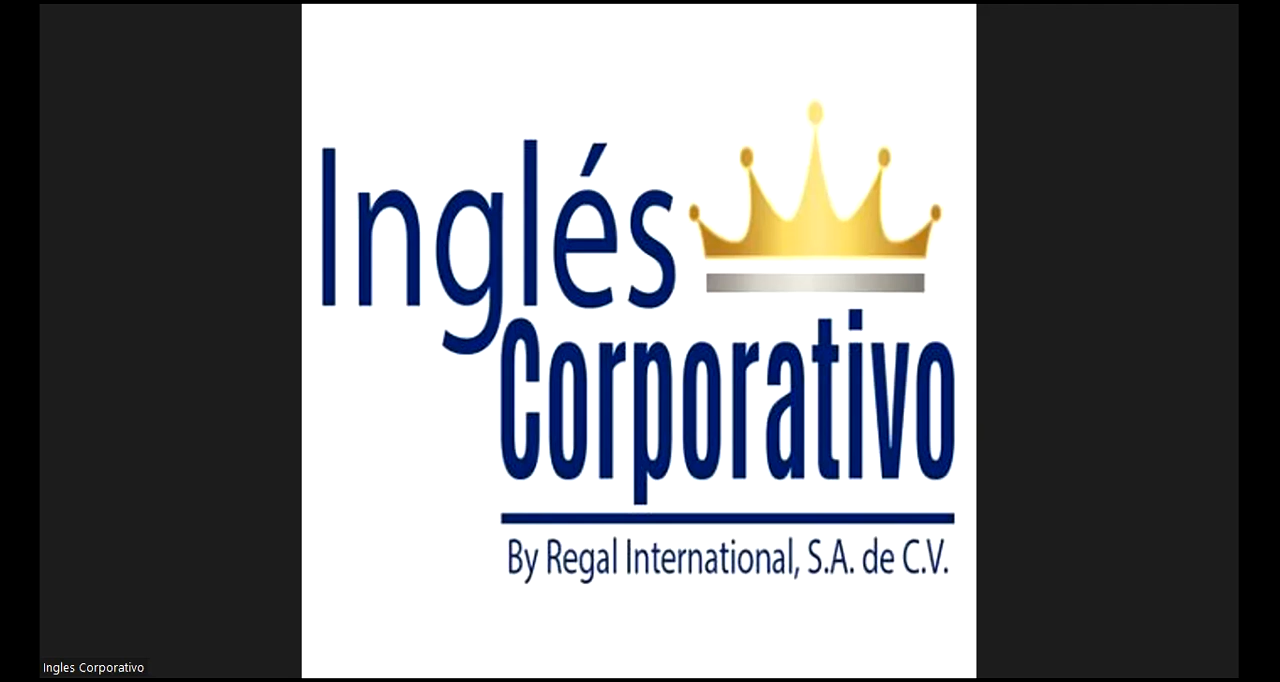 Inglés
Corporativo
By Regal International, S.A. de C.V.
Ingles Corporativo